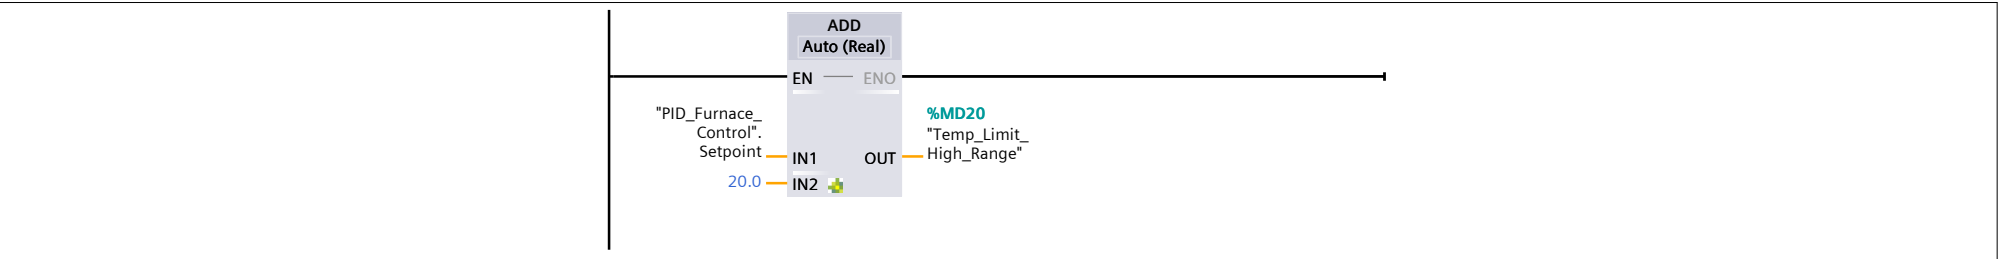 ADD
Auto (Real)
EN
ENO
"PID_Furnace_
Control".
Setpoint
IN1
20.0
IN2
OUT
%MD20
"Temp_Limit_
High_Range"